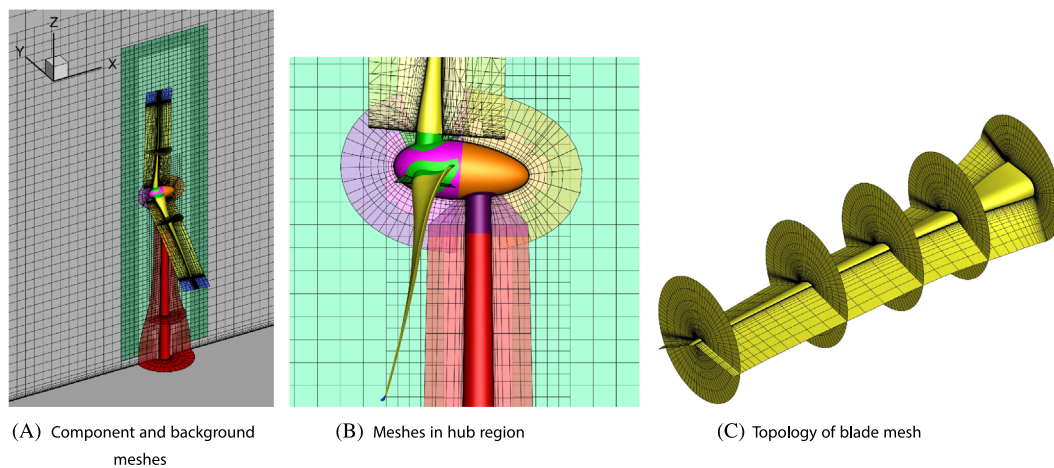 Z
Y
X
(A) Component and background
meshes
(B) Meshes in hub region
(C) Topology of blade mesh